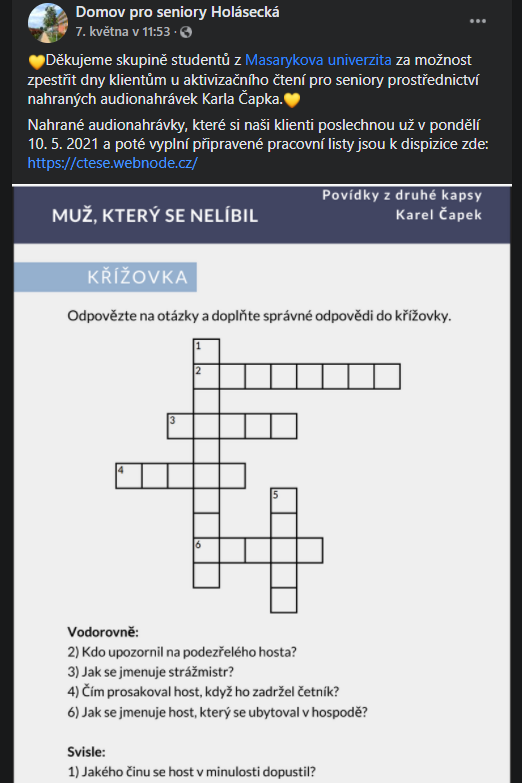 Domov pro seniory Holásecká
7. května v 11:53 ·
💛Děkujeme skupině studentů z Masarykova univerzita za možnost
zpestřit dny klientům u aktivizačního čtení pro seniory prostřednictví
nahraných audionahrávek Karla Čapka.💛
Nahrané audionahrávky, které si naši klienti poslechnou už v pondělí
10. 5. 2021 a poté vyplní připravené pracovní listy jsou k dispizice zde:
https://ctese.webnode.cz/
Povídky z druhé kapsy
MUŽ, KTERÝ SE NELÍBIL
Karel Čapek
KŘÍŽOVKA
Odpovězte na otázky a doplňte správné odpovědi do křížovky.
1
2
3
4
5
6
Vodorovně:
2) Kdo upozornil na podezřelého hosta?
3) Jak se jmenuje strážmistr?
4) Čím prosakoval host, když ho zadržel četník?
6) Jak se jmenuje host, který se ubytoval v hospodě?
Svisle:
1) Jakého činu se host v minulosti dopustil?